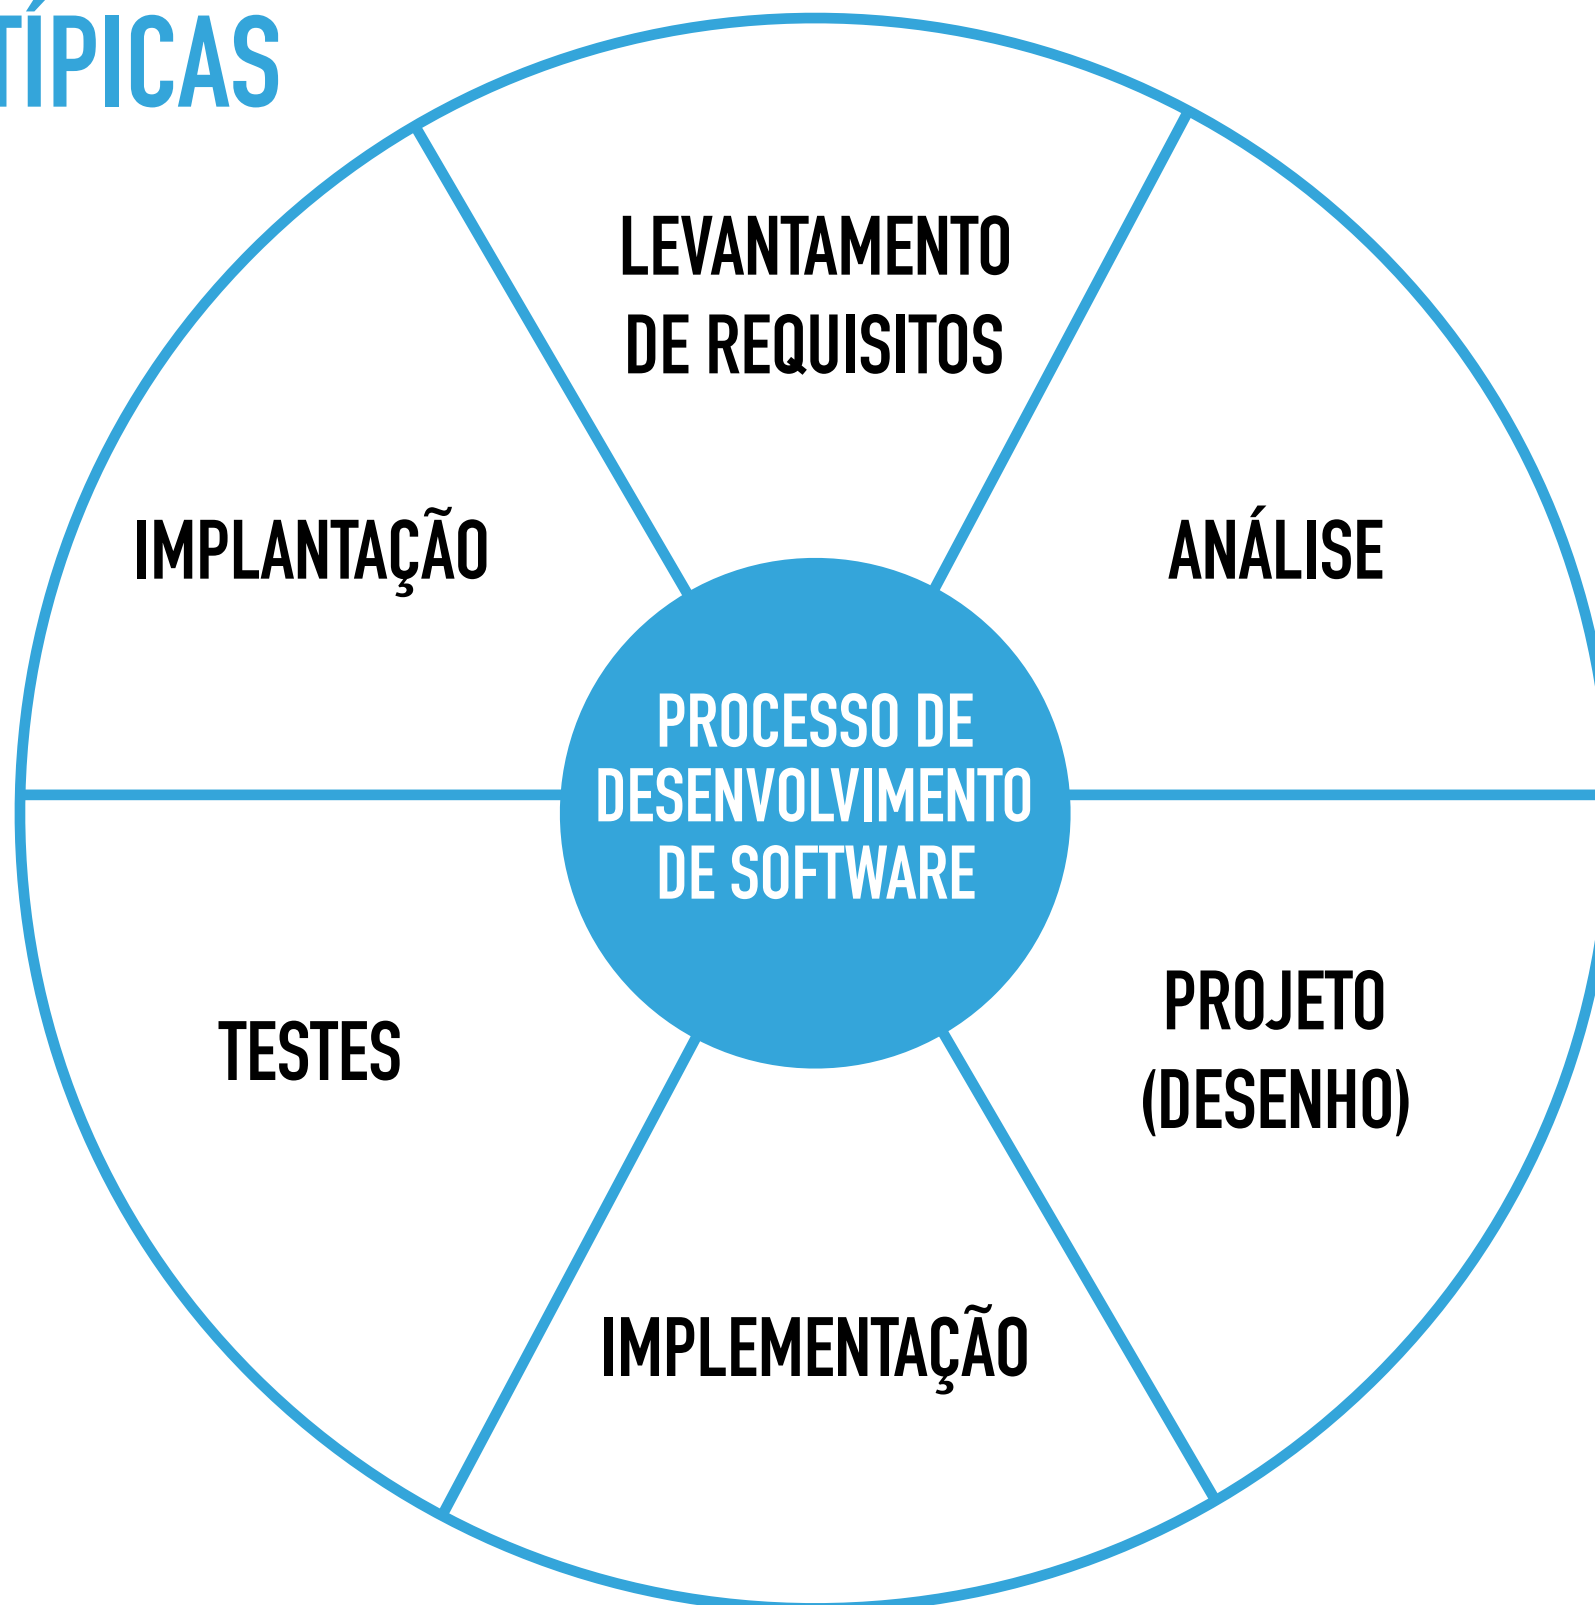 TÍPICAS
LEVANTAMENTO
DE REQUISITOS
IMPLANTAÇÃO
ANÁLISE
PROCESSO DE
DESENVOLVIMENTO
DE SOFTWARE
PROJETO
(DESENHO)
TESTES
IMPLEMENTAÇÃO